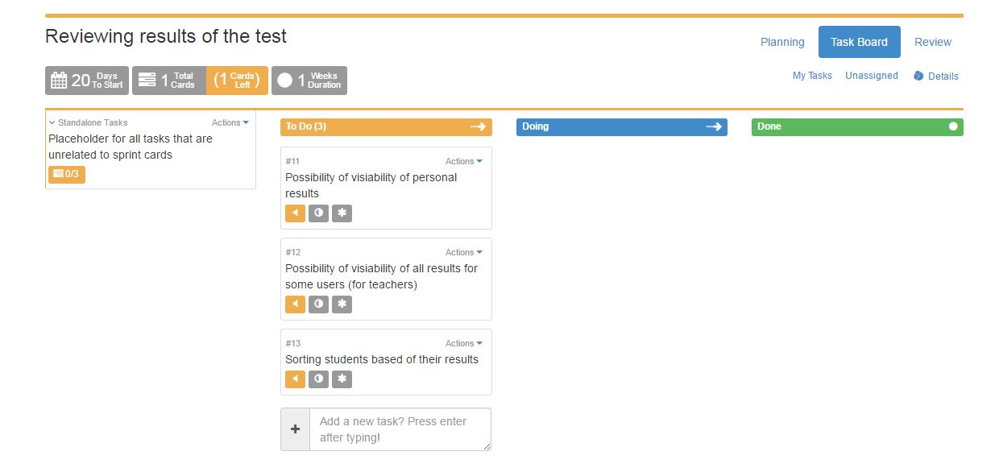 Reviewing results of the test
Planning
Task Board
Review
20 Days To Start
1 Total Cards
(1 Cards Left)
1 Weeks Duration
My Tasks
Unassigned
Details
Standalone Tasks
Actions
Placeholder for all tasks that are
unrelated to sprint cards
0/3
To Do (3)
#11
Actions
Possibility of visiability of personal
results
#12
Actions
Possibility of visiability of all results for
some users (for teachers)
#13
Actions
Sorting students based of their results
+
Add a new task? Press enter
after typing!
Doing
Done